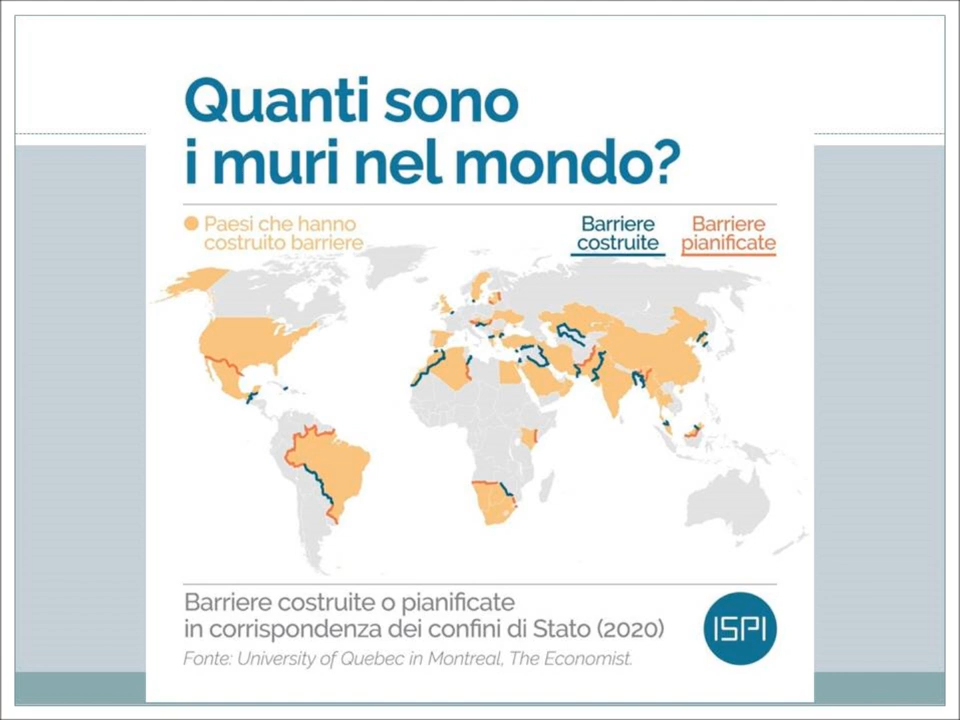 Quanti sono
i muri nel mondo?
Paesi che hanno
costruito barriere
Barriere
costruite
Barriere
pianificate
Barriere costruite o pianificate
in corrispondenza dei confini di Stato (2020)
Fonte: University of Quebec in Montreal, The Economist.
ISPI